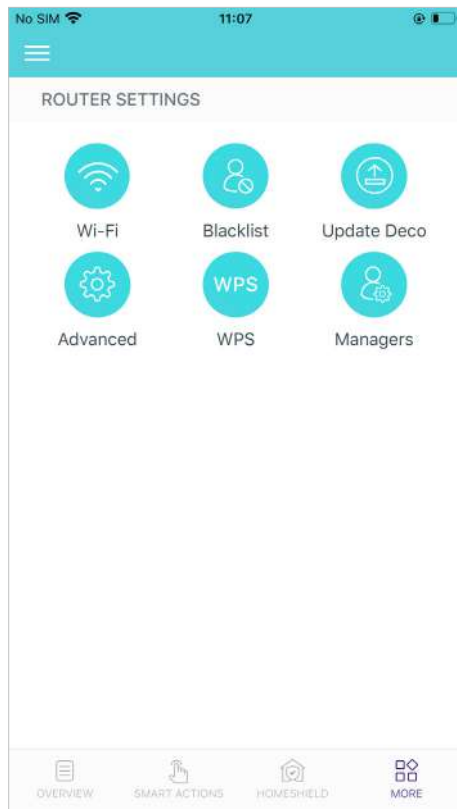 No SIM 11:07
ROUTER SETTINGS
Wi-Fi Blacklist Update Deco
WPS
Advanced WPS Managers
OVERVIEW SMART ACTIONS HOMESHIELD MORE